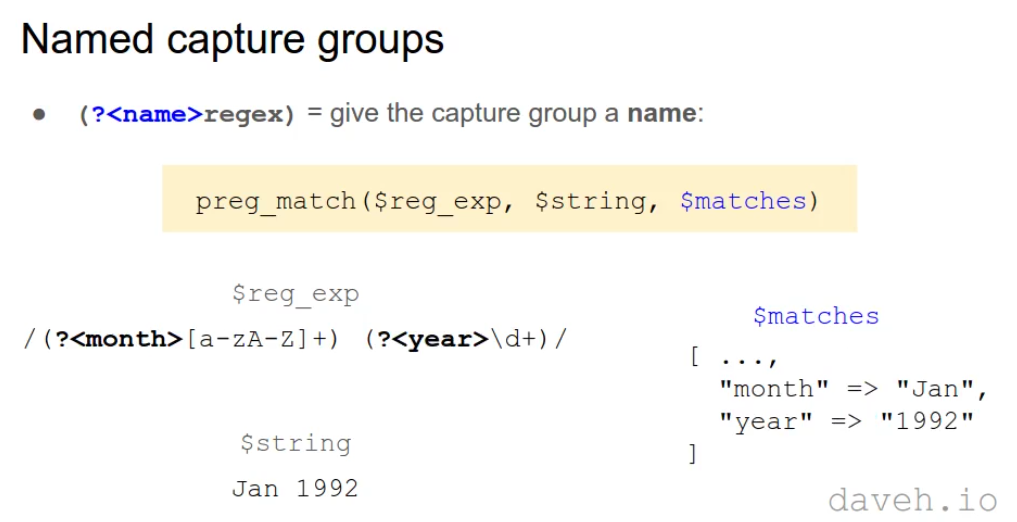 Named capture groups
● (?<name>regex) = give the capture group a name:
preg_match($reg_exp, $string, $matches)
$reg_exp
/(?<month>[a-zA-Z]+) (?<year>\d+)/
$string
Jan 1992
$matches
[ ...,
"month" => "Jan",
"year" => "1992"
]
daveh.io